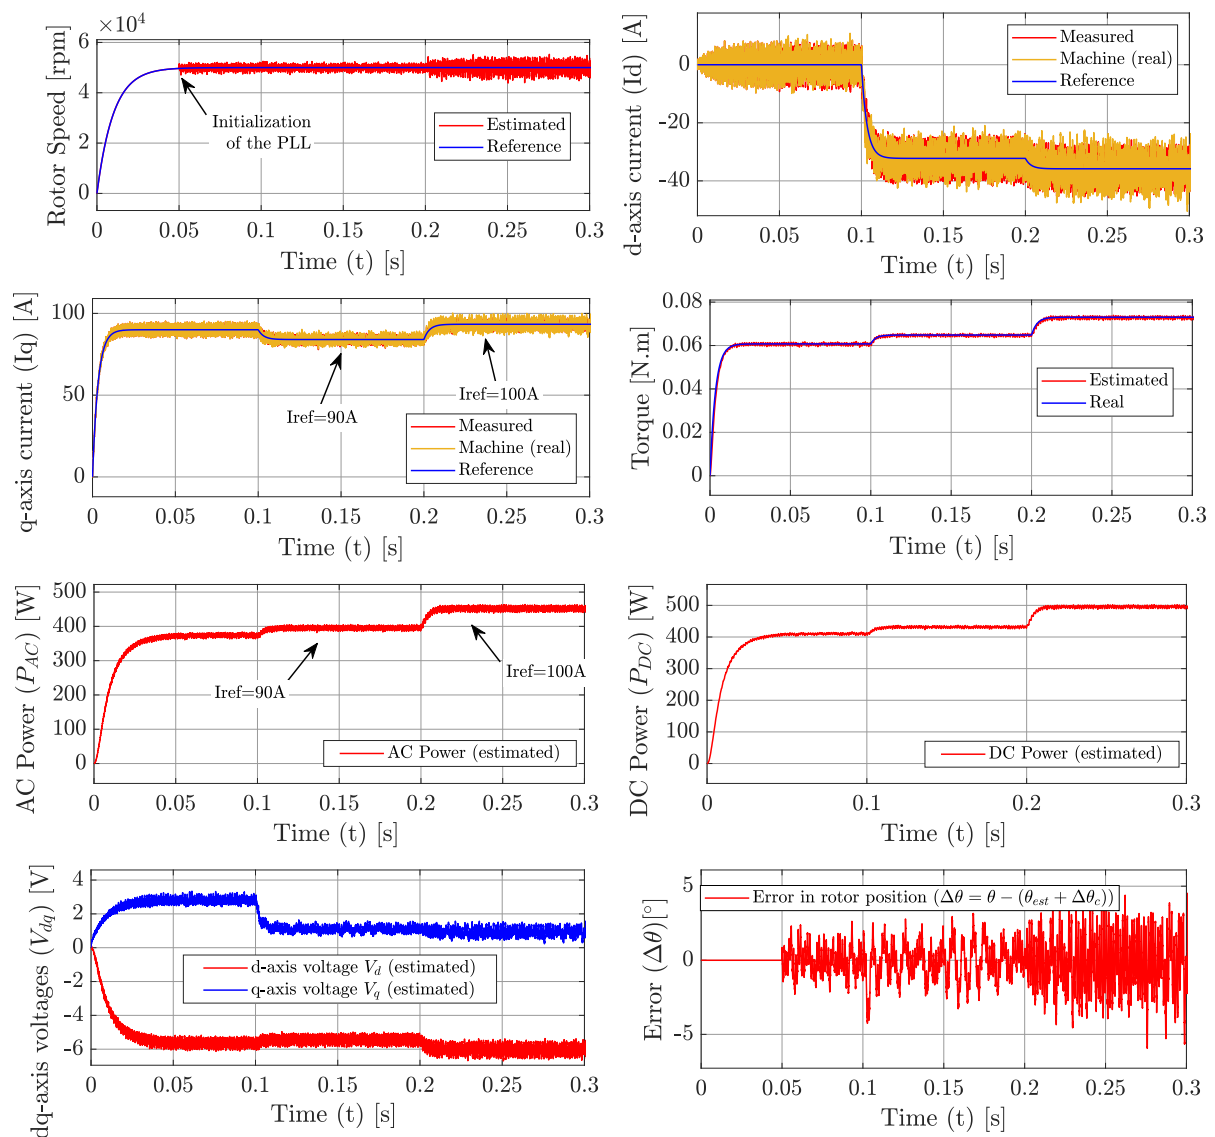 ×10⁴
6
4
2
0
Rotor Speed [rpm]
Initialization
of the PLL
Estimated
Reference
0 0.05 0.1 0.15 0.2 0.25 0.3
Time (t) [s]
0
-20
-40
d-axis current (Id) [A]
Measured
Machine (real)
Reference
0 0.05 0.1 0.15 0.2 0.25 0.3
Time (t) [s]
100
50
0
q-axis current (Iq) [A]
Iref=90A
Iref=100A
Measured
Machine (real)
Reference
0 0.05 0.1 0.15 0.2 0.25 0.3
Time (t) [s]
0.08
0.06
0.04
0.02
0
Torque [N.m]
Estimated
Real
0 0.05 0.1 0.15 0.2 0.25 0.3
Time (t) [s]
500
400
300
200
100
0
AC Power (P_AC) [W]
Iref=90A
Iref=100A
AC Power (estimated)
0 0.05 0.1 0.15 0.2 0.25 0.3
Time (t) [s]
500
400
300
200
100
0
DC Power (P_DC) [W]
DC Power (estimated)
0 0.1 0.2 0.3
Time (t) [s]
4
2
0
-2
-4
-6
dq-axis voltages (V_dq) [V]
d-axis voltage V_d (estimated)
q-axis voltage V_q (estimated)
0 0.05 0.1 0.15 0.2 0.25 0.3
Time (t) [s]
5
0
-5
Error (Δθ)[°]
Error in rotor position (Δθ = θ − (θ_est + Δθ_c))
0 0.05 0.1 0.15 0.2 0.25 0.3
Time (t) [s]